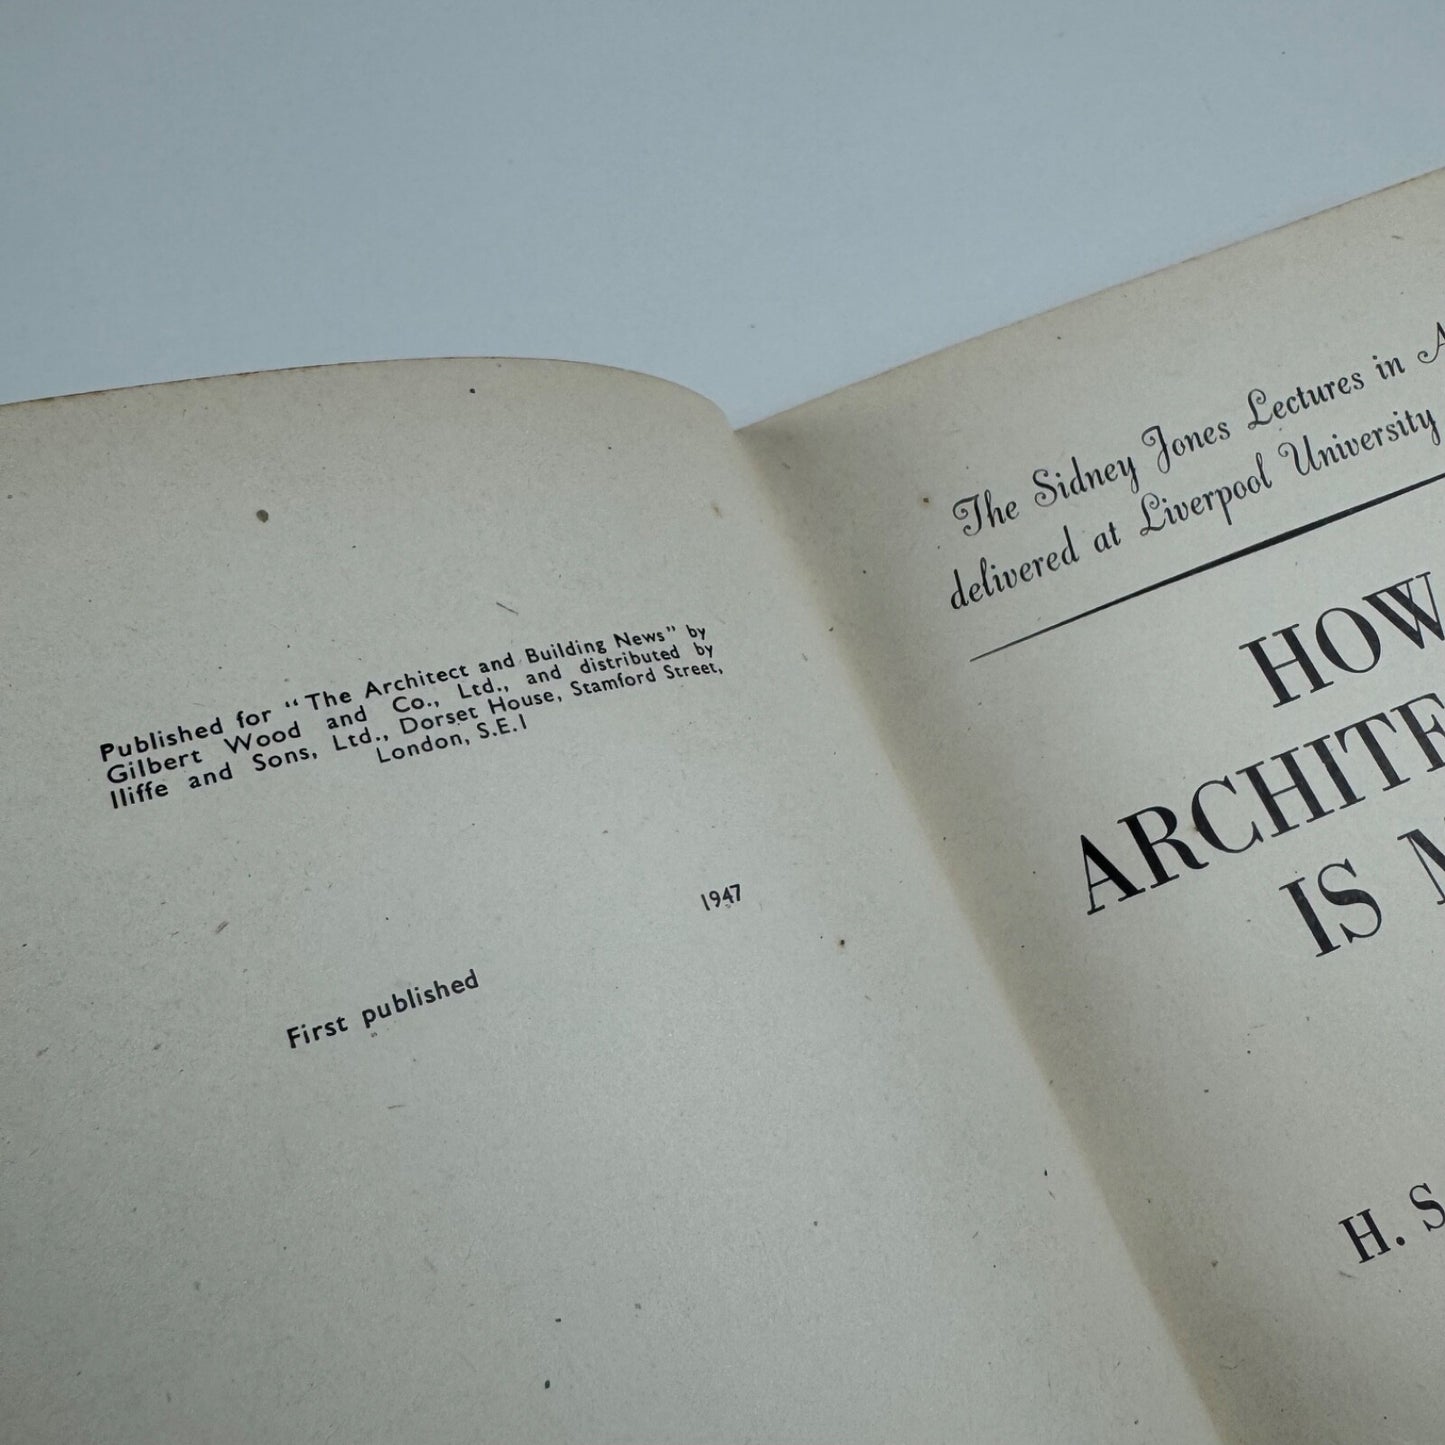 Published for "The Architect and Building News" by
Gilbert Wood and Co., Ltd., and distributed by
Iliffe and Sons, Ltd., Dorset House, Stamford Street,
London, S.E.1
1947
First published
The Sidney Jones Lectures in
delivered at Liverpool University
HOW
ARCHITE
IS
H. S